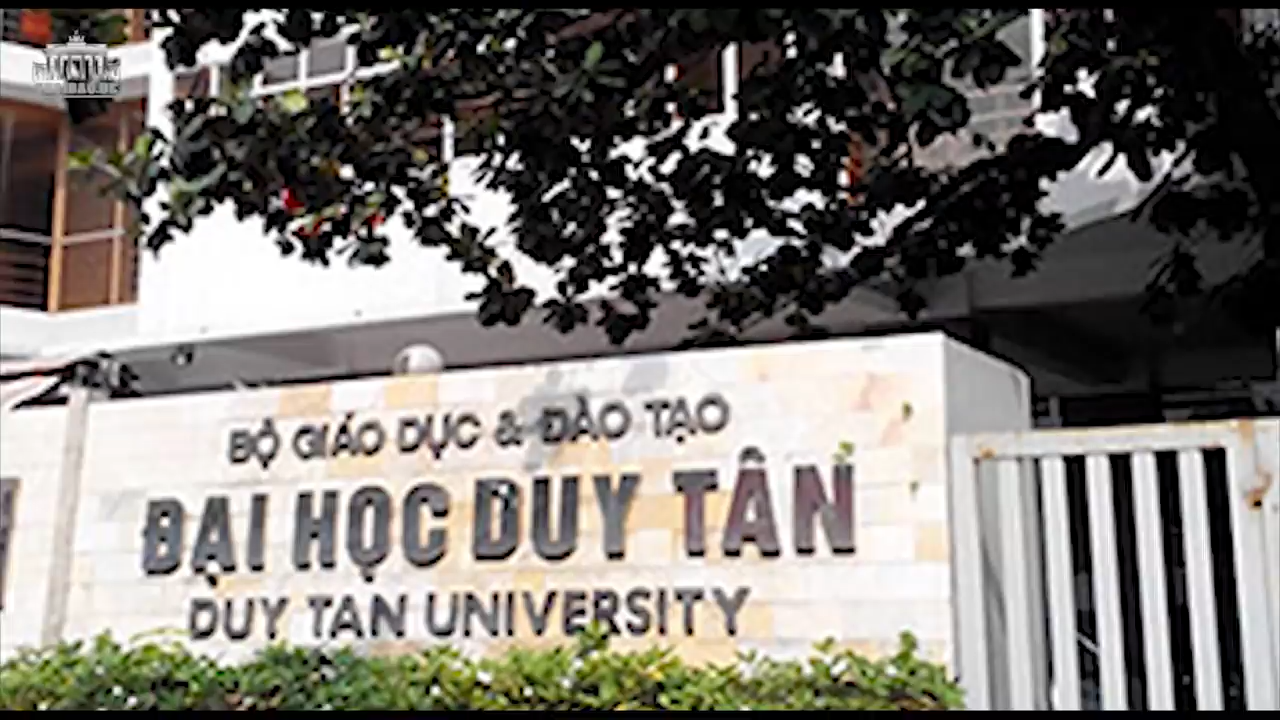 BỘ GIÁO DỤC & ĐÀO TẠO
ĐẠI HỌC DUY TÂN
DUY TAN UNIVERSITY